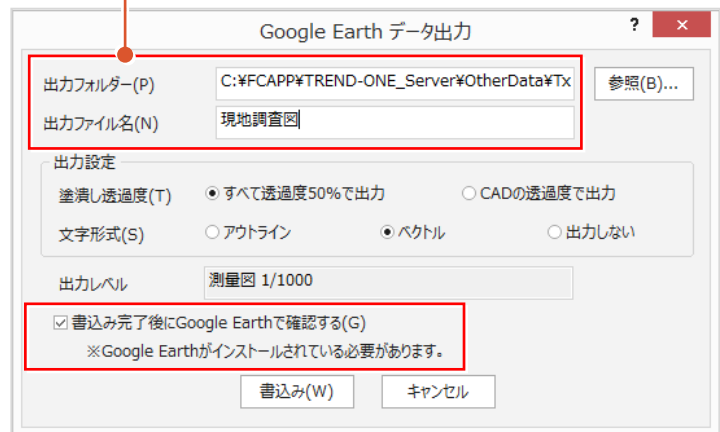 Google Earth データ出力
? ×
出力フォルダー(P) C:¥FCAPP¥TREND-ONE_Server¥OtherData¥Tx 参照(B)...
出力ファイル名(N) 現地調査図
出力設定
塗潰し透過度(T) すべて透過度50%で出力 CADの透過度で出力
文字形式(S) アウトライン ベクトル 出力しない
出力レベル 測量図 1/1000
書込み完了後にGoogle Earthで確認する(G)
※Google Earthがインストールされている必要があります。
書込み(W) キャンセル